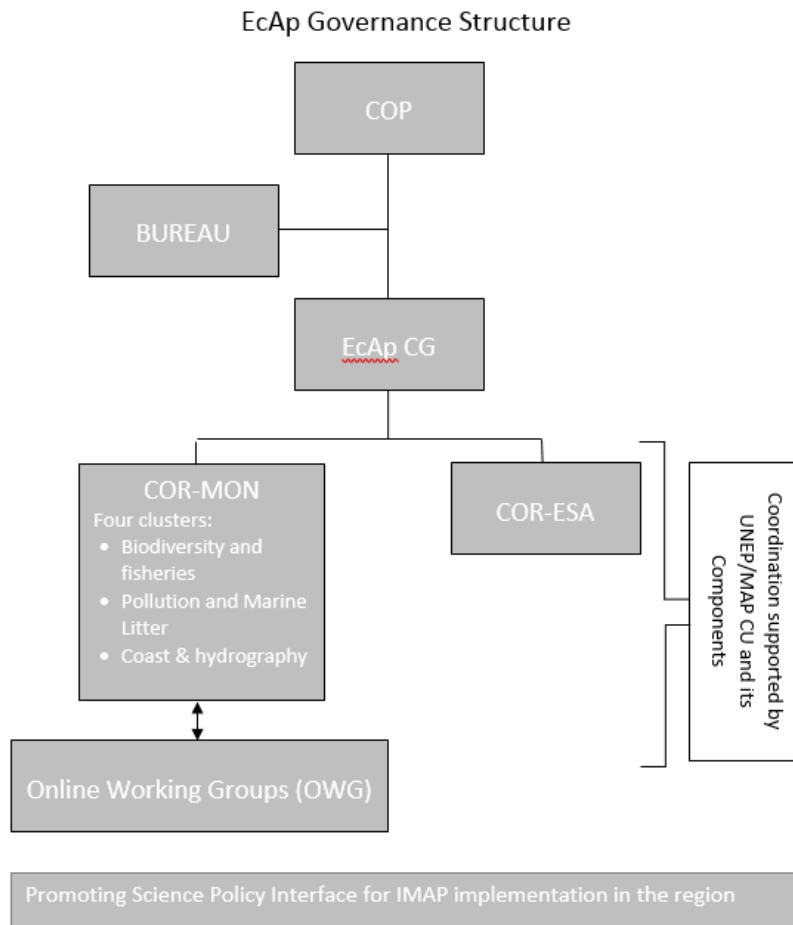 EcAp Governance Structure
COP
BUREAU
EcAp CG
COR-MON
Four clusters:
• Biodiversity and
fisheries
• Pollution and Marine
Litter
• Coast & hydrography
COR-ESA
Coordination supported by
UNEP/MAP CU and its
Components
Online Working Groups (OWG)
Promoting Science Policy Interface for IMAP implementation in the region